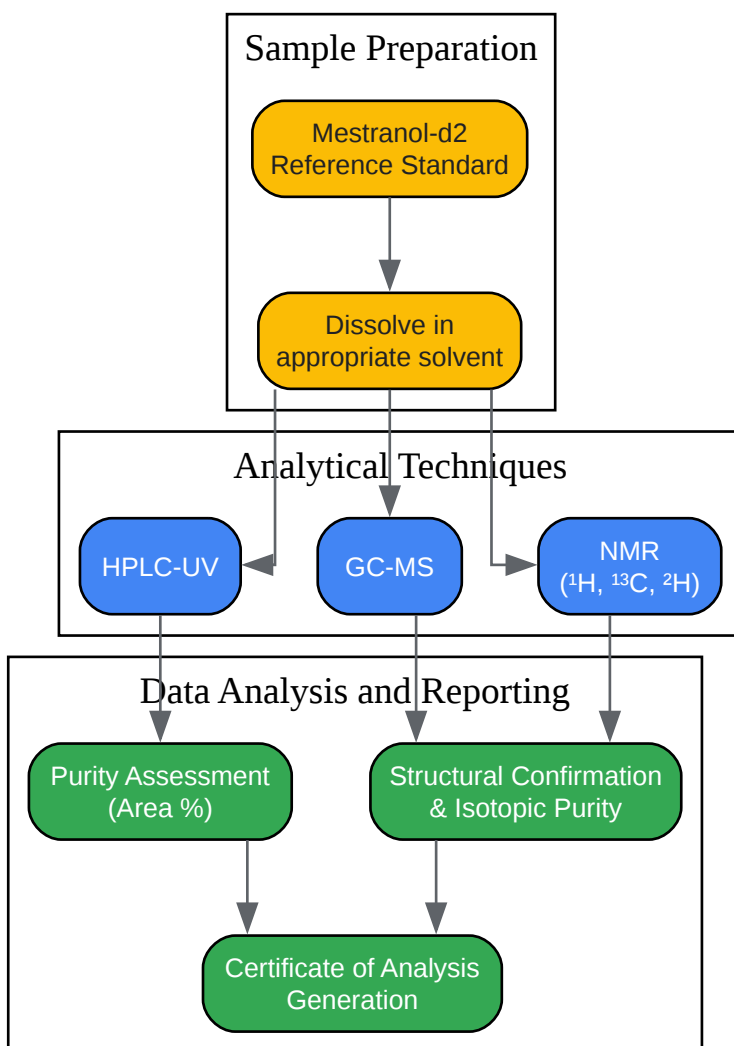 Sample Preparation
Mestranol-d2
Reference Standard
Dissolve in
appropriate solvent
Analytical Techniques
HPLC-UV
GC-MS
NMR
(¹H, ¹³C, ²H)
Data Analysis and Reporting
Purity Assessment
(Area %)
Structural Confirmation
& Isotopic Purity
Certificate of Analysis
Generation